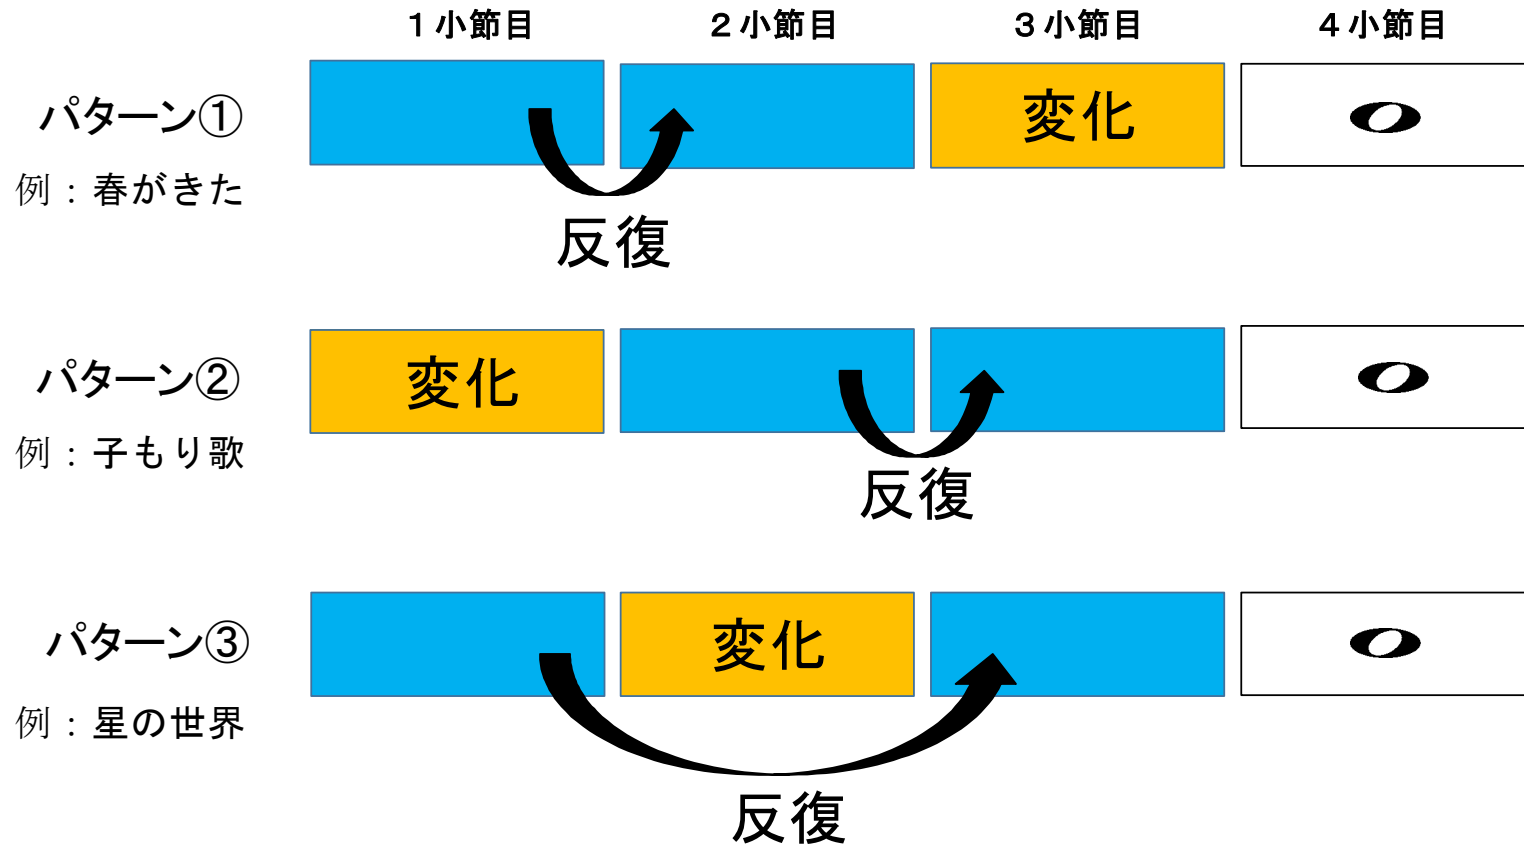 １小節目 ２小節目 ３小節目 ４小節目
パターン① 変化
例：春がきた
反復
パターン② 変化
例：子もり歌
反復
パターン③ 変化
例：星の世界
反復